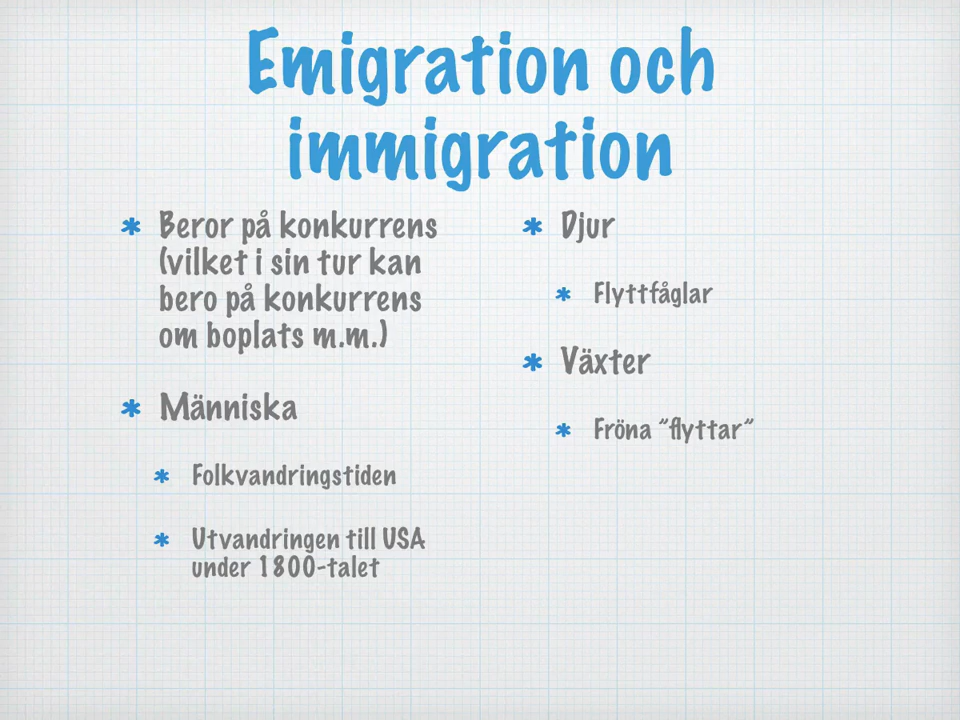 Emigration och
immigration
Beror på konkurrens
(vilket i sin tur kan
bero på konkurrens
om boplats m.m.)
Människa
Folkvandringstiden
Utvandringen till USA
under 1800-talet
Djur
Flyttfåglar
Växter
Fröna ”flyttar”